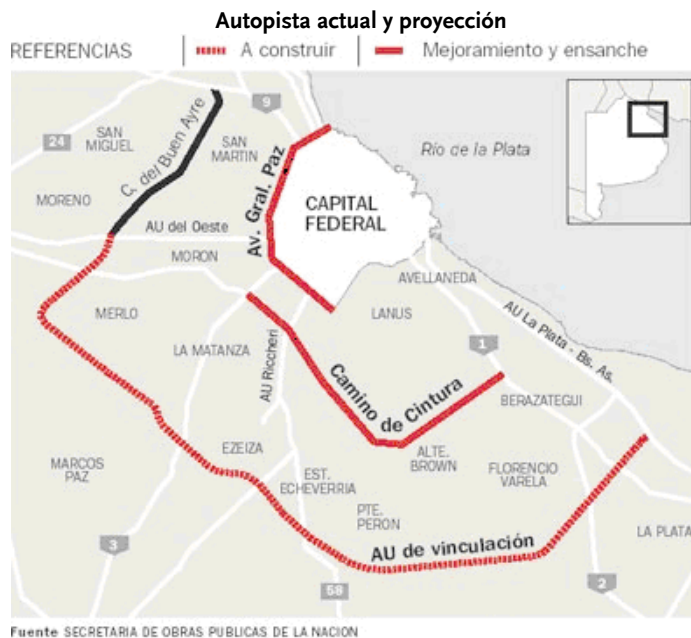 Autopista actual y proyección
REFERENCIAS
A construir
Mejoramiento y ensanche
9
24
SAN
MIGUEL
C. del Buen Ayre
SAN
MARTIN
Río de la Plata
MORENO
Av. Gral. Paz
CAPITAL
FEDERAL
AU del Oeste
MORON
AVELLANEDA
MERLO
LANUS
AU La Plata - Bs. As.
LA MATANZA
AU Riccheri
1
Camino
de Cintura
BERAZATEGUI
EZEIZA
ALTE.
BROWN
MARCOS
PAZ
EST.
ECHEVERRIA
FLORENCIO
VARELA
PTE.
PERON
LA PLATA
3
AU de vinculación
58
2
Fuente SECRETARIA DE OBRAS PUBLICAS DE LA NACION